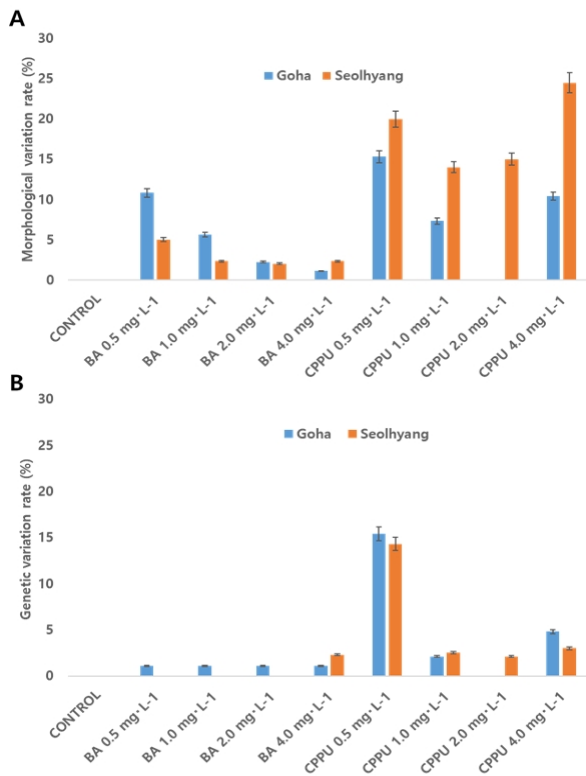 A
Morphological variation rate (%)
30
25
20
15
10
5
0
Goha
Seolhyang
CONTROL
BA 0.5 mg·L-1
BA 1.0 mg·L-1
BA 2.0 mg·L-1
BA 4.0 mg·L-1
CPPU 0.5 mg·L-1
CPPU 1.0 mg·L-1
CPPU 2.0 mg·L-1
CPPU 4.0 mg·L-1
B
Genetic variation rate (%)
30
25
20
15
10
5
0
Goha
Seolhyang
CONTROL
BA 0.5 mg·L-1
BA 1.0 mg·L-1
BA 2.0 mg·L-1
BA 4.0 mg·L-1
CPPU 0.5 mg·L-1
CPPU 1.0 mg·L-1
CPPU 2.0 mg·L-1
CPPU 4.0 mg·L-1